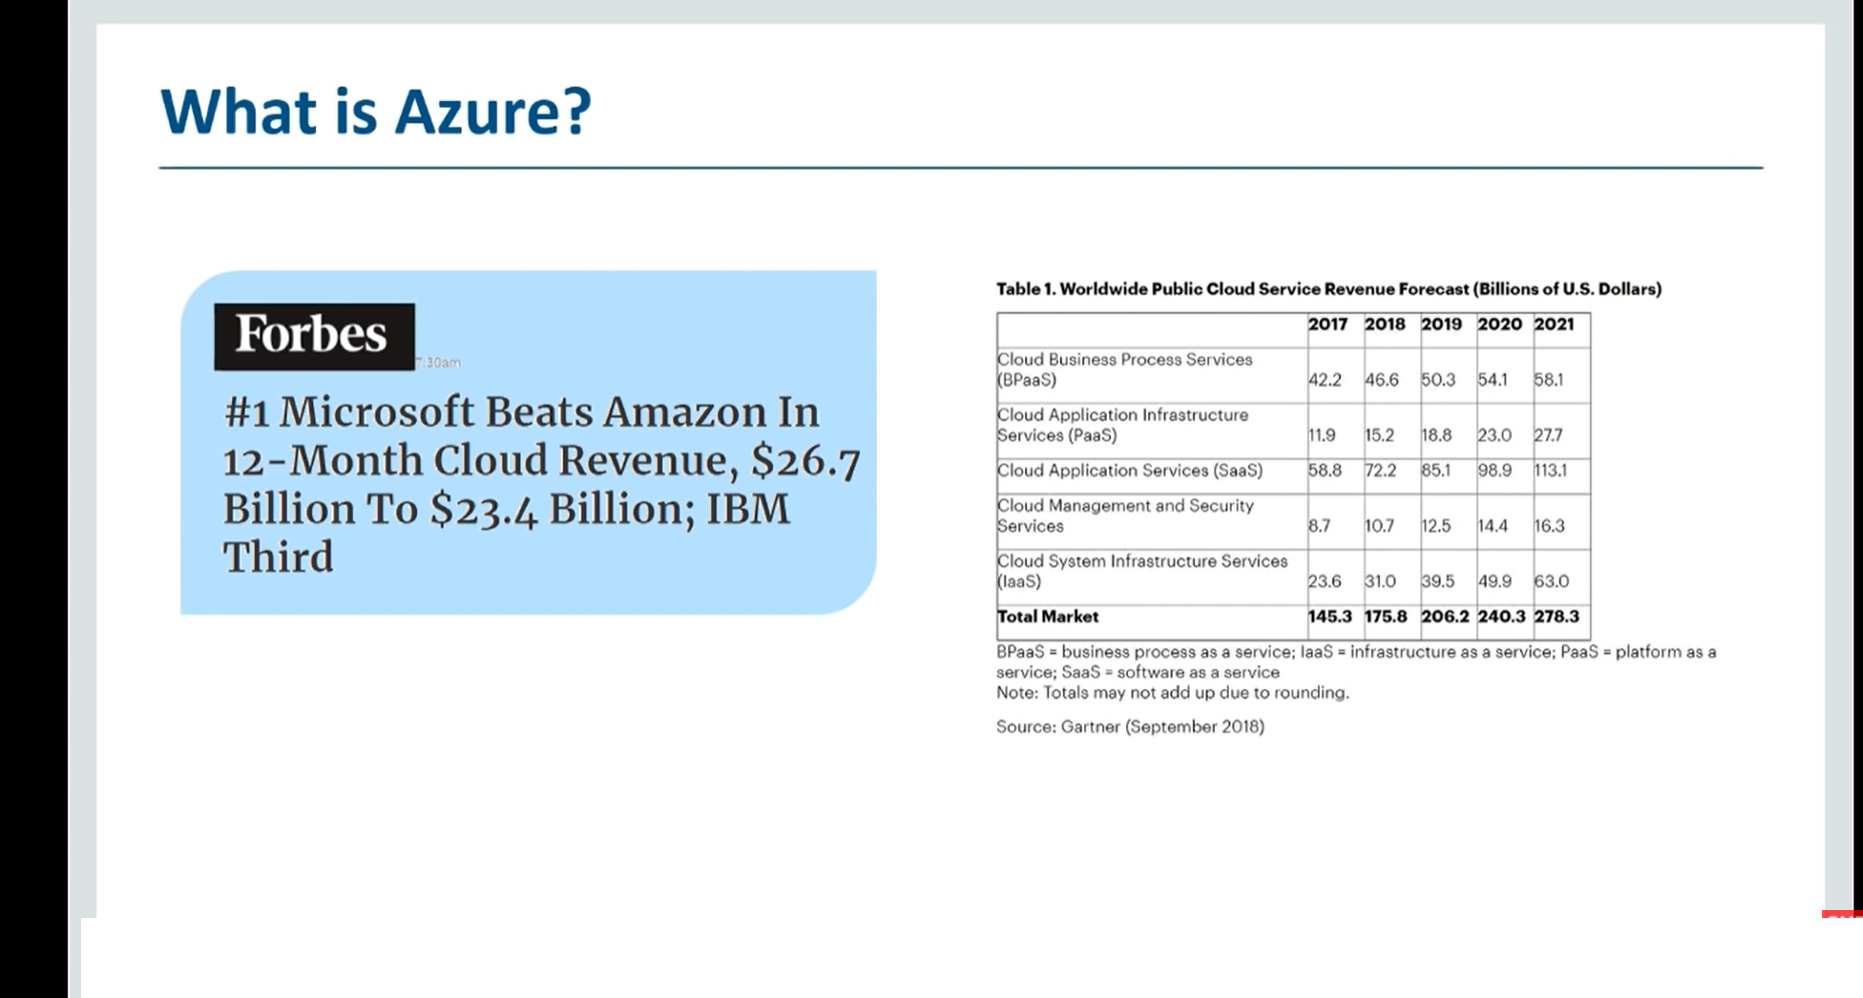 What is Azure?
Forbes
7:30am
#1 Microsoft Beats Amazon In
12-Month Cloud Revenue, $26.7
Billion To $23.4 Billion; IBM
Third
Table 1. Worldwide Public Cloud Service Revenue Forecast (Billions of U.S. Dollars)
2017 2018 2019 2020 2021
Cloud Business Process Services
(BPaaS) 42.2 46.6 50.3 54.1 58.1
Cloud Application Infrastructure
Services (PaaS) 11.9 15.2 18.8 23.0 27.7
Cloud Application Services (SaaS) 58.8 72.2 85.1 98.9 113.1
Cloud Management and Security
Services 8.7 10.7 12.5 14.4 16.3
Cloud System Infrastructure Services
(IaaS) 23.6 31.0 39.5 49.9 63.0
Total Market 145.3 175.8 206.2 240.3 278.3
BPaaS = business process as a service; IaaS = infrastructure as a service; PaaS = platform as a
service; SaaS = software as a service
Note: Totals may not add up due to rounding.
Source: Gartner (September 2018)